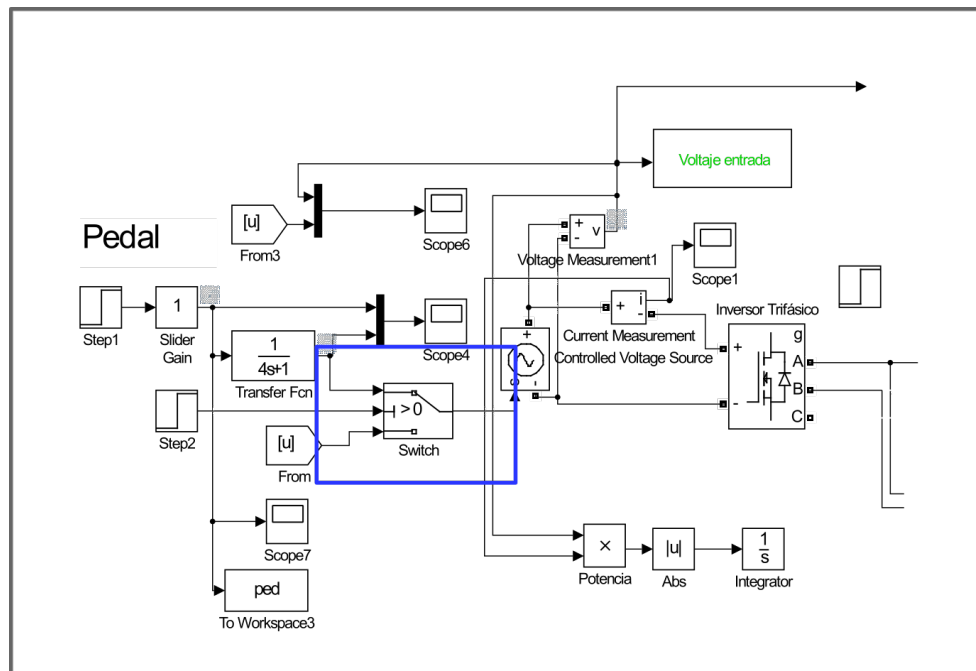 Voltaje entrada
[u]
From3
Scope6
+
-
v
Voltage Measurement1
Scope1
Pedal
Step1
1
Slider
Gain
Scope4
+
i
-
Current Measurement
Controlled Voltage Source
Inversor Trifásico
g
+
A
B
-
C
1
4s+1
Transfer Fcn
+
s
-
Step2
> 0
Switch
[u]
From
Scope7
×
Potencia
|u|
Abs
1
s
Integrator
ped
To Workspace3